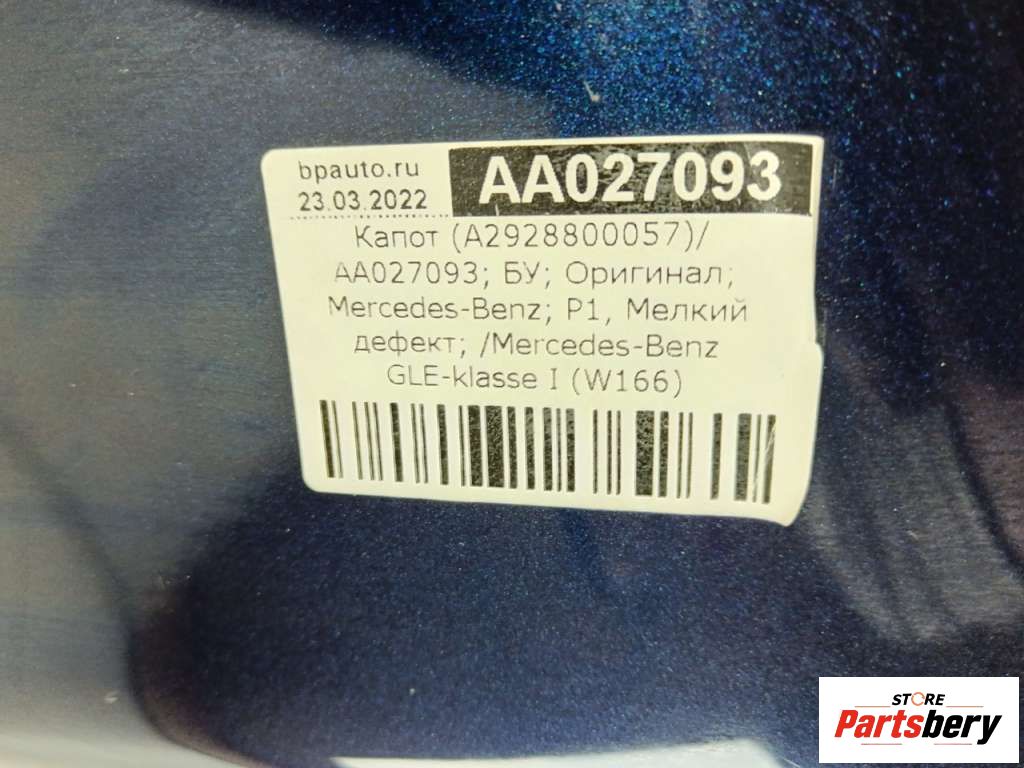 bpauto.ru
23.03.2022
AA027093
Капот (A2928800057)/
AA027093; БУ; Оригинал;
Mercedes-Benz; P1, Мелкий
дефект; /Mercedes-Benz
GLE-klasse I (W166)
STORE
Partsbery